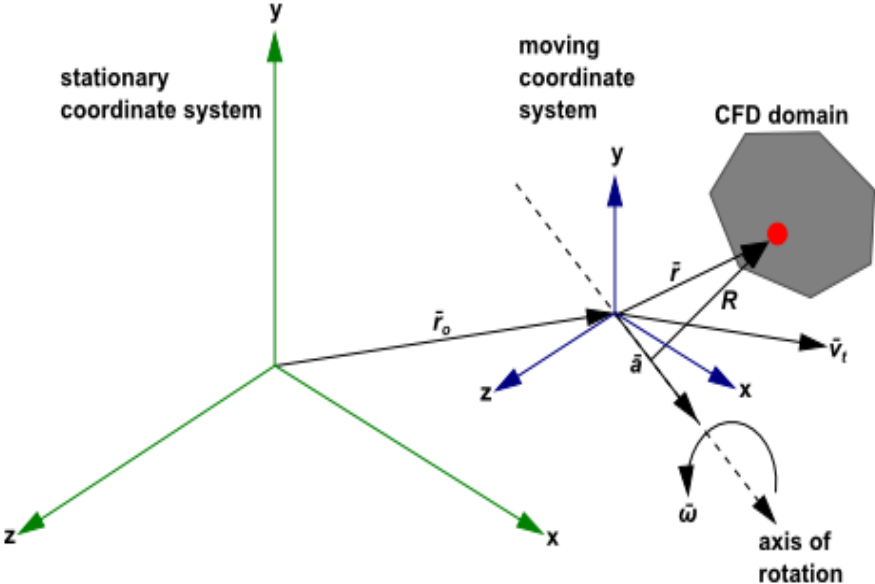 y
stationary
coordinate system
z
x
r̄ₒ
moving
coordinate
system
y
z
x
CFD domain
r̄
R
ā
v̄ₜ
ω̄
axis of
rotation